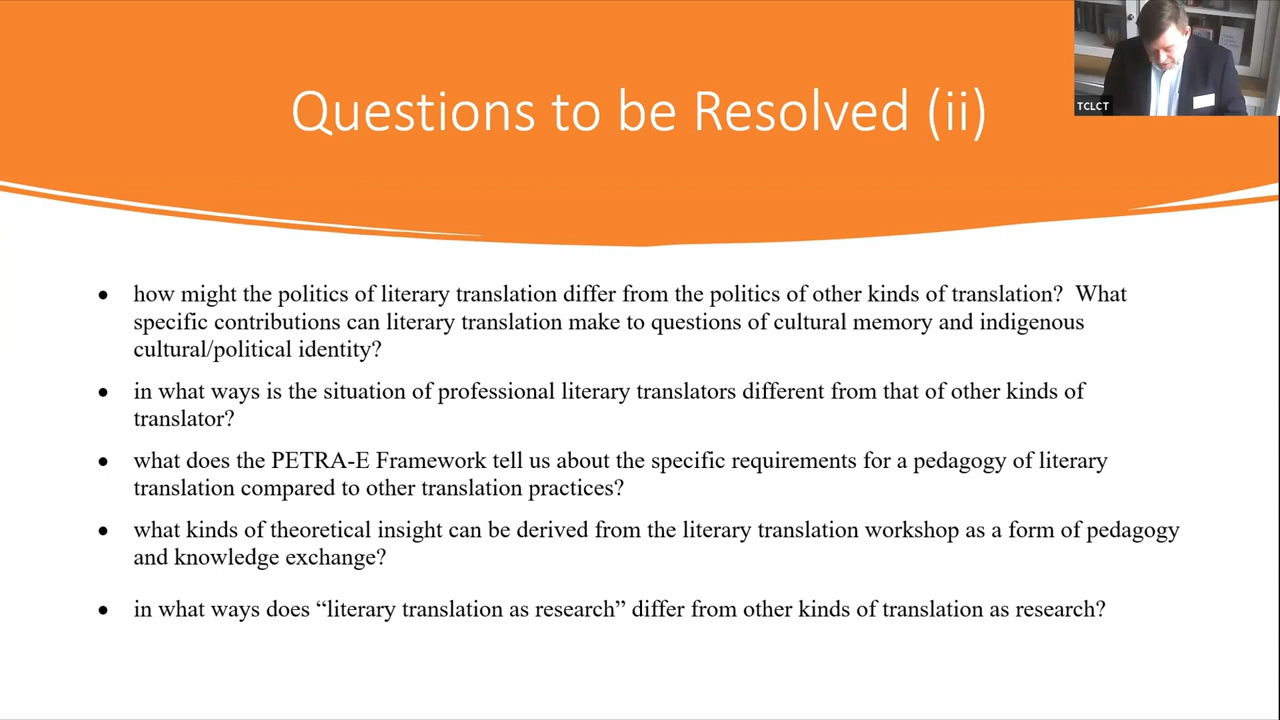 Questions to be Resolved (ii)
TCLCT
• how might the politics of literary translation differ from the politics of other kinds of translation?  What
specific contributions can literary translation make to questions of cultural memory and indigenous
cultural/political identity?
• in what ways is the situation of professional literary translators different from that of other kinds of
translator?
• what does the PETRA-E Framework tell us about the specific requirements for a pedagogy of literary
translation compared to other translation practices?
• what kinds of theoretical insight can be derived from the literary translation workshop as a form of pedagogy
and knowledge exchange?
• in what ways does “literary translation as research” differ from other kinds of translation as research?